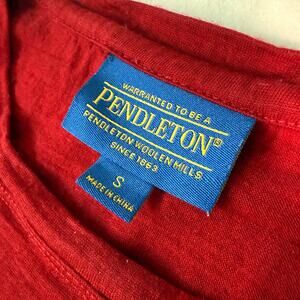 WARRANTED TO BE A
PENDLETON®
PENDLETON WOOLEN MILLS
SINCE 1863
S
MADE IN CHINA